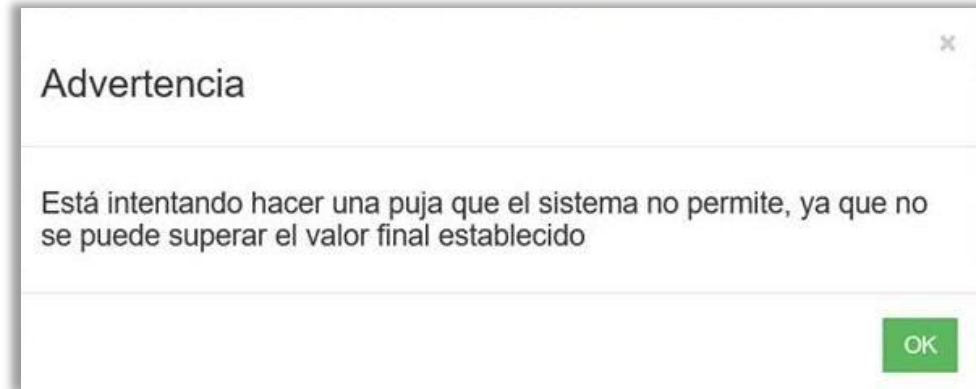 ×
Advertencia
Está intentando hacer una puja que el sistema no permite, ya que no
se puede superar el valor final establecido
OK